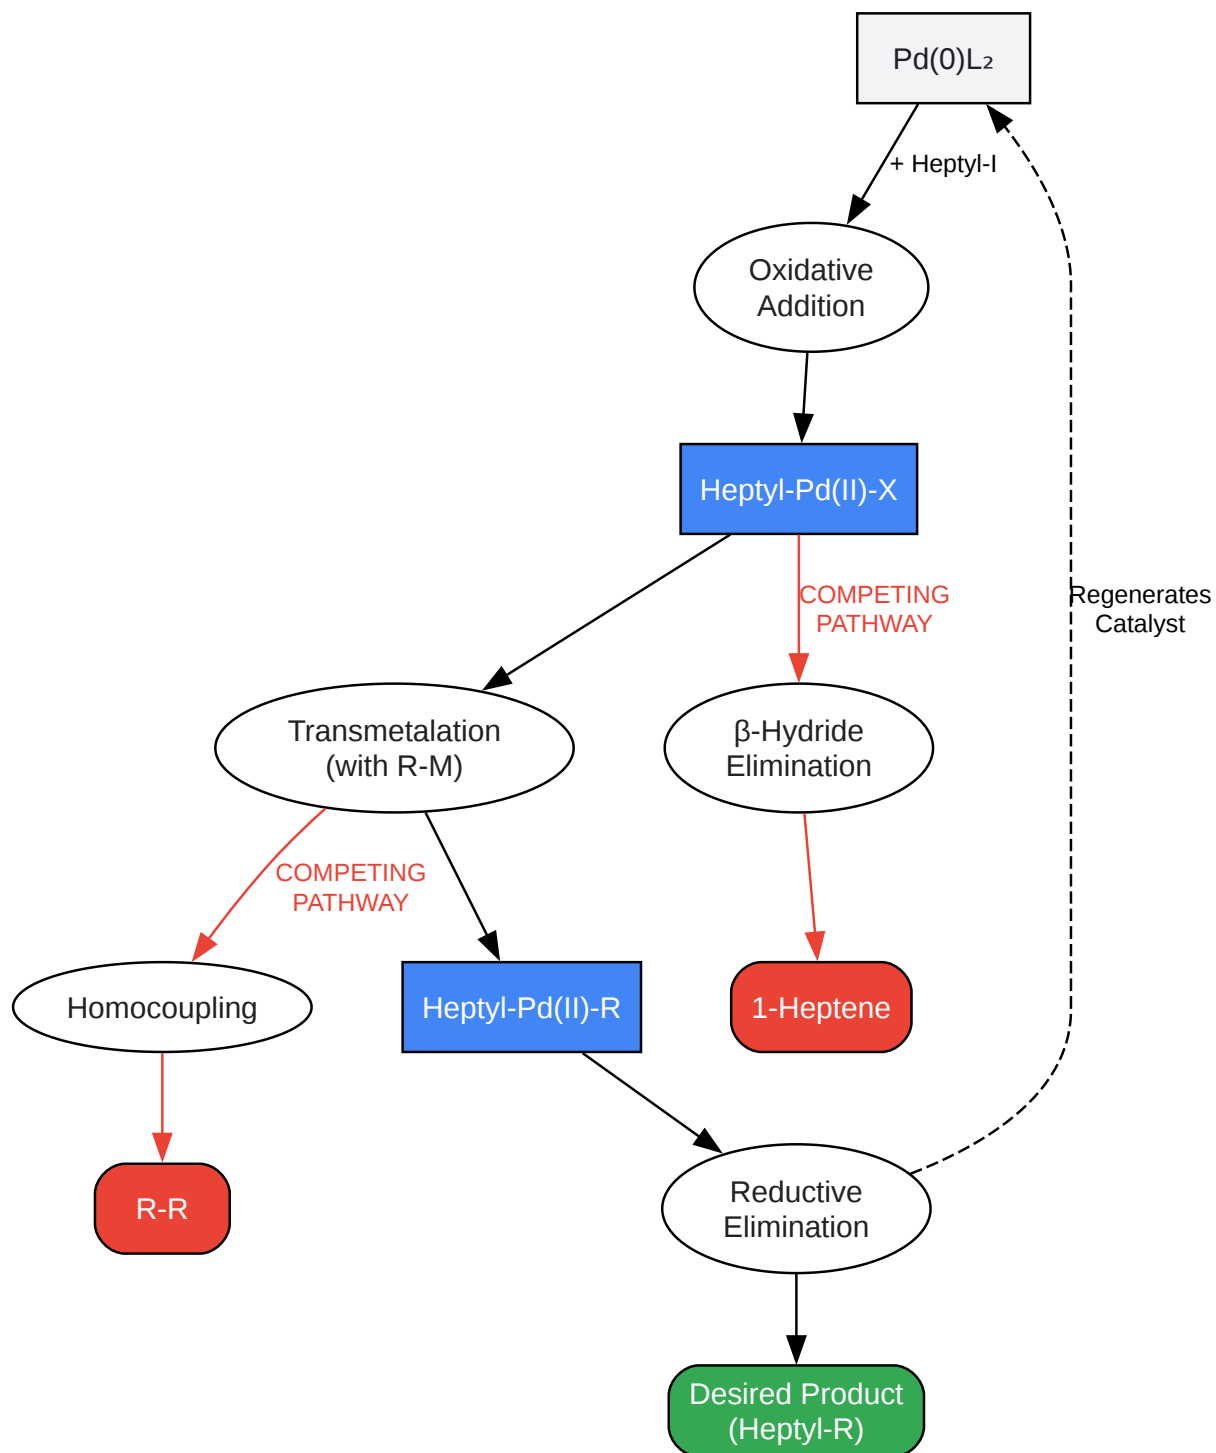 Pd(0)L₂
+ Heptyl-I
Oxidative
Addition
Heptyl-Pd(II)-X
COMPETING
PATHWAY
Regenerates
Catalyst
Transmetalation
(with R-M)
β-Hydride
Elimination
COMPETING
PATHWAY
Homocoupling
Heptyl-Pd(II)-R
1-Heptene
R-R
Reductive
Elimination
Desired Product
(Heptyl-R)